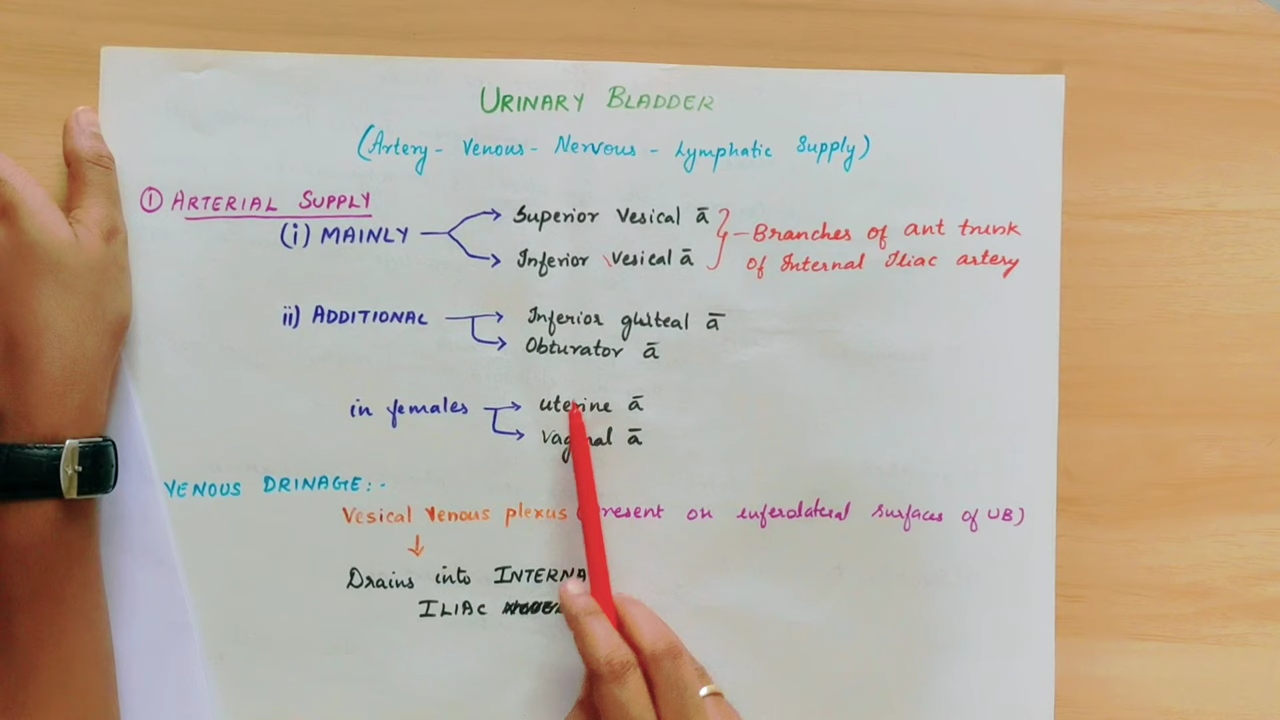 URINARY BLADDER
(Artery - Venous - Nervous - Lymphatic Supply)
① ARTERIAL SUPPLY
(i) MAINLY Superior Vesical ā
Inferior Vesical ā
Branches of ant trunk
of Internal Iliac artery
ii) ADDITIONAL Inferior gluteal ā
Obturator ā
in females Uterine ā
Vaginal ā
VENOUS DRINAGE:-
Vesical Venous plexus present on inferolateral surfaces of UB)
Drains into
ILIAC